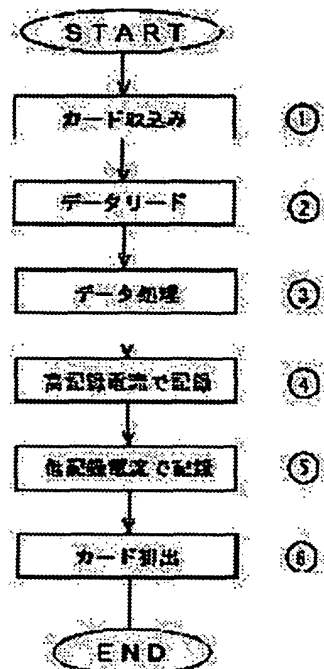 START
カード取込み ①
データリード ②
データ処理 ③
高記録電流で記録 ④
低記録電流で記録 ⑤
カード排出 ⑥
END